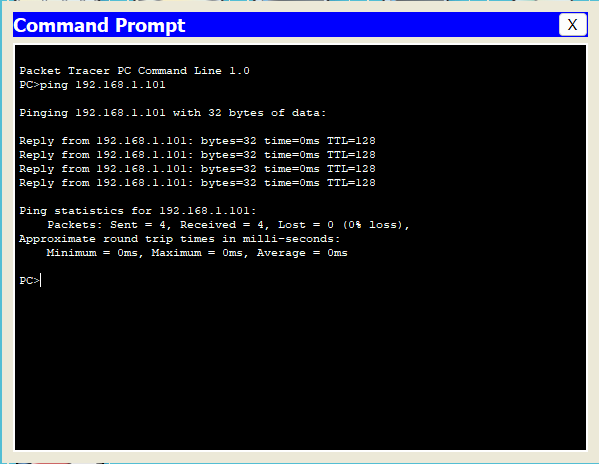 Command Prompt
X
Packet Tracer PC Command Line 1.0
PC>ping 192.168.1.101
Pinging 192.168.1.101 with 32 bytes of data:
Reply from 192.168.1.101: bytes=32 time=0ms TTL=128
Reply from 192.168.1.101: bytes=32 time=0ms TTL=128
Reply from 192.168.1.101: bytes=32 time=0ms TTL=128
Reply from 192.168.1.101: bytes=32 time=0ms TTL=128
Ping statistics for 192.168.1.101:
Packets: Sent = 4, Received = 4, Lost = 0 (0% loss),
Approximate round trip times in milli-seconds:
Minimum = 0ms, Maximum = 0ms, Average = 0ms
PC>